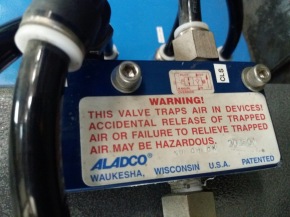 CLS
WARNING!
THIS VALVE TRAPS AIR IN DEVICES!
ACCIDENTAL RELEASE OF TRAPPED
AIR OR FAILURE TO RELIEVE TRAPPED
AIR MAY BE HAZARDOUS.
ALADCO®
WAUKESHA, WISCONSIN U.S.A. PATENTED